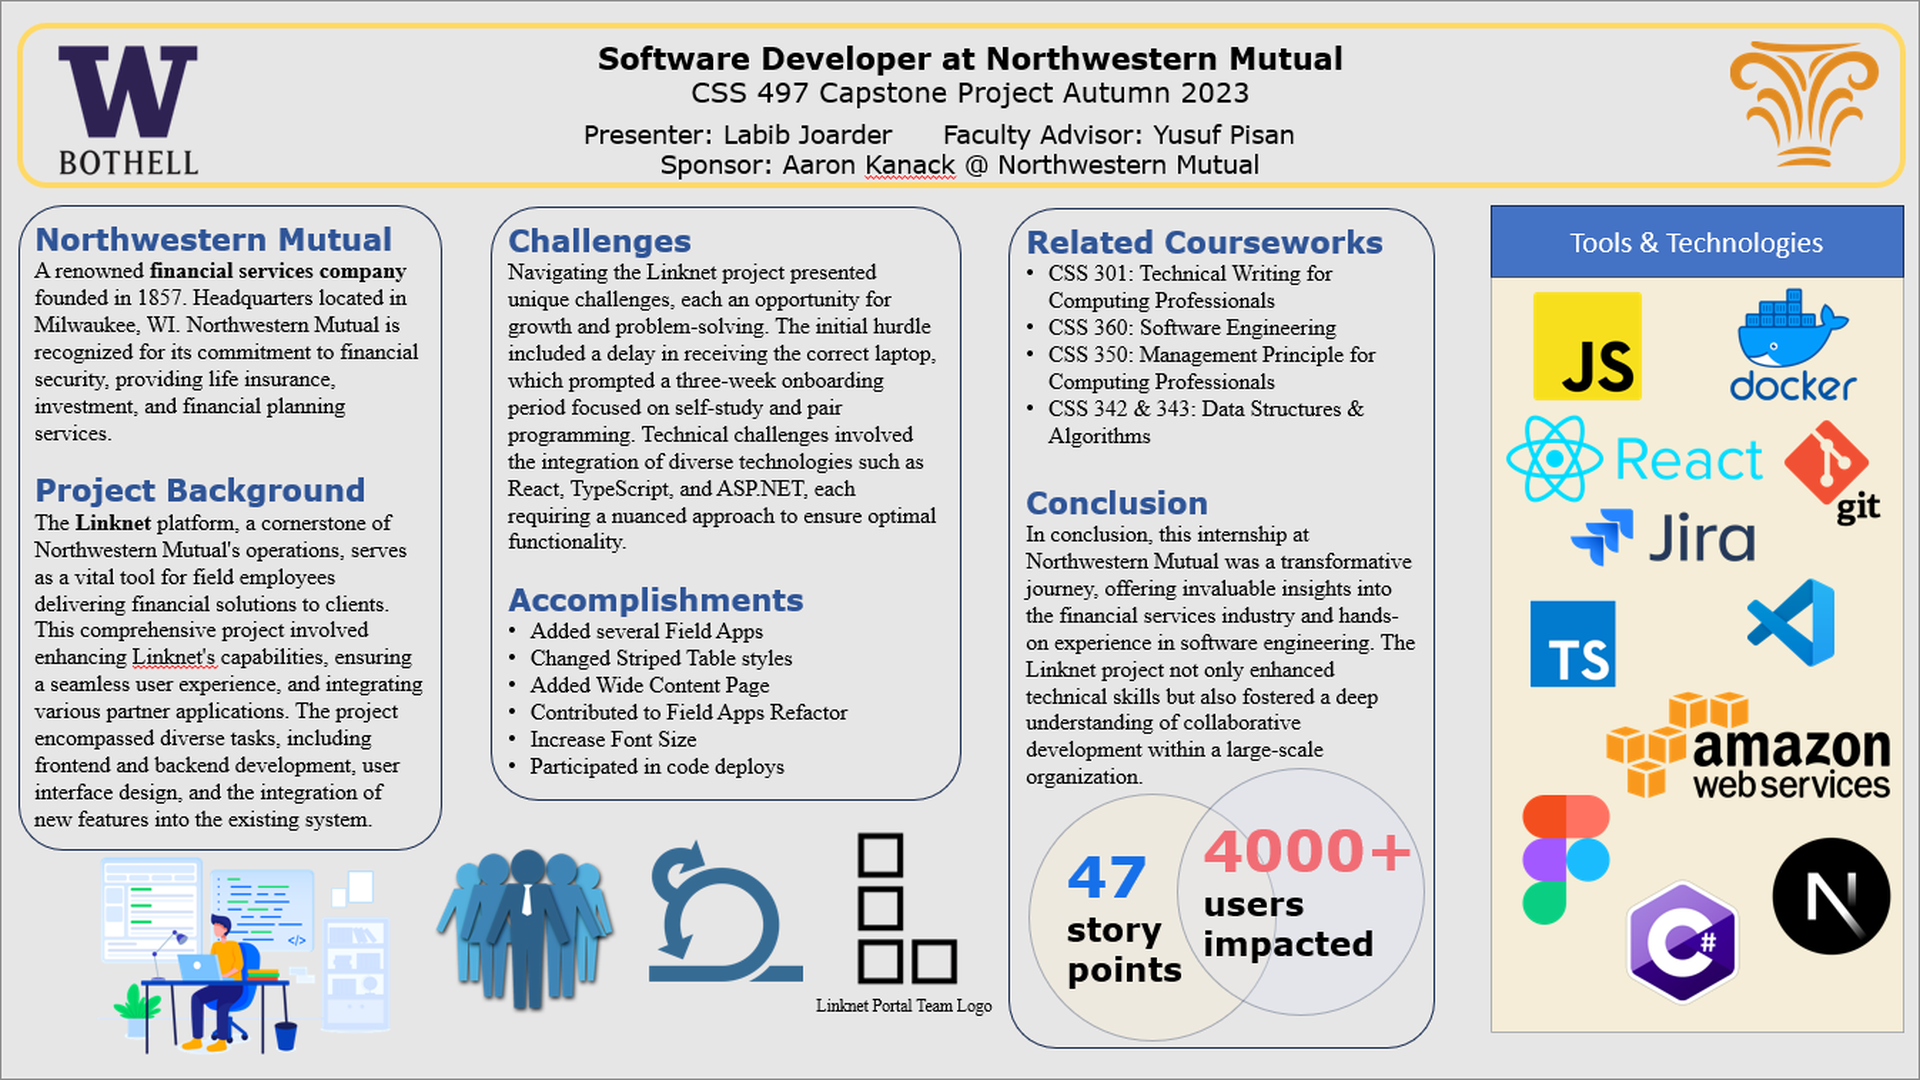 W
BOTHELL
Software Developer at Northwestern Mutual
CSS 497 Capstone Project Autumn 2023
Presenter: Labib Joarder Faculty Advisor: Yusuf Pisan
Sponsor: Aaron Kanack @ Northwestern Mutual
Northwestern Mutual
A renowned financial services company
founded in 1857. Headquarters located in
Milwaukee, WI. Northwestern Mutual is
recognized for its commitment to financial
security, providing life insurance,
investment, and financial planning
services.
Project Background
The Linknet platform, a cornerstone of
Northwestern Mutual's operations, serves
as a vital tool for field employees
delivering financial solutions to clients.
This comprehensive project involved
enhancing Linknet's capabilities, ensuring
a seamless user experience, and integrating
various partner applications. The project
encompassed diverse tasks, including
frontend and backend development, user
interface design, and the integration of
new features into the existing system.
</>
Challenges
Navigating the Linknet project presented
unique challenges, each an opportunity for
growth and problem-solving. The initial hurdle
included a delay in receiving the correct laptop,
which prompted a three-week onboarding
period focused on self-study and pair
programming. Technical challenges involved
the integration of diverse technologies such as
React, TypeScript, and ASP.NET, each
requiring a nuanced approach to ensure optimal
functionality.
Accomplishments
• Added several Field Apps
• Changed Striped Table styles
• Added Wide Content Page
• Contributed to Field Apps Refactor
• Increase Font Size
• Participated in code deploys
Linknet Portal Team Logo
Related Courseworks
• CSS 301: Technical Writing for
Computing Professionals
• CSS 360: Software Engineering
• CSS 350: Management Principle for
Computing Professionals
• CSS 342 & 343: Data Structures &
Algorithms
Conclusion
In conclusion, this internship at
Northwestern Mutual was a transformative
journey, offering invaluable insights into
the financial services industry and hands-
on experience in software engineering. The
Linknet project not only enhanced
technical skills but also fostered a deep
understanding of collaborative
development within a large-scale
organization.
47
story
points
4000+
users
impacted
Tools & Technologies
JS
docker
React
git
Jira
TS
amazon
web services
N
C#